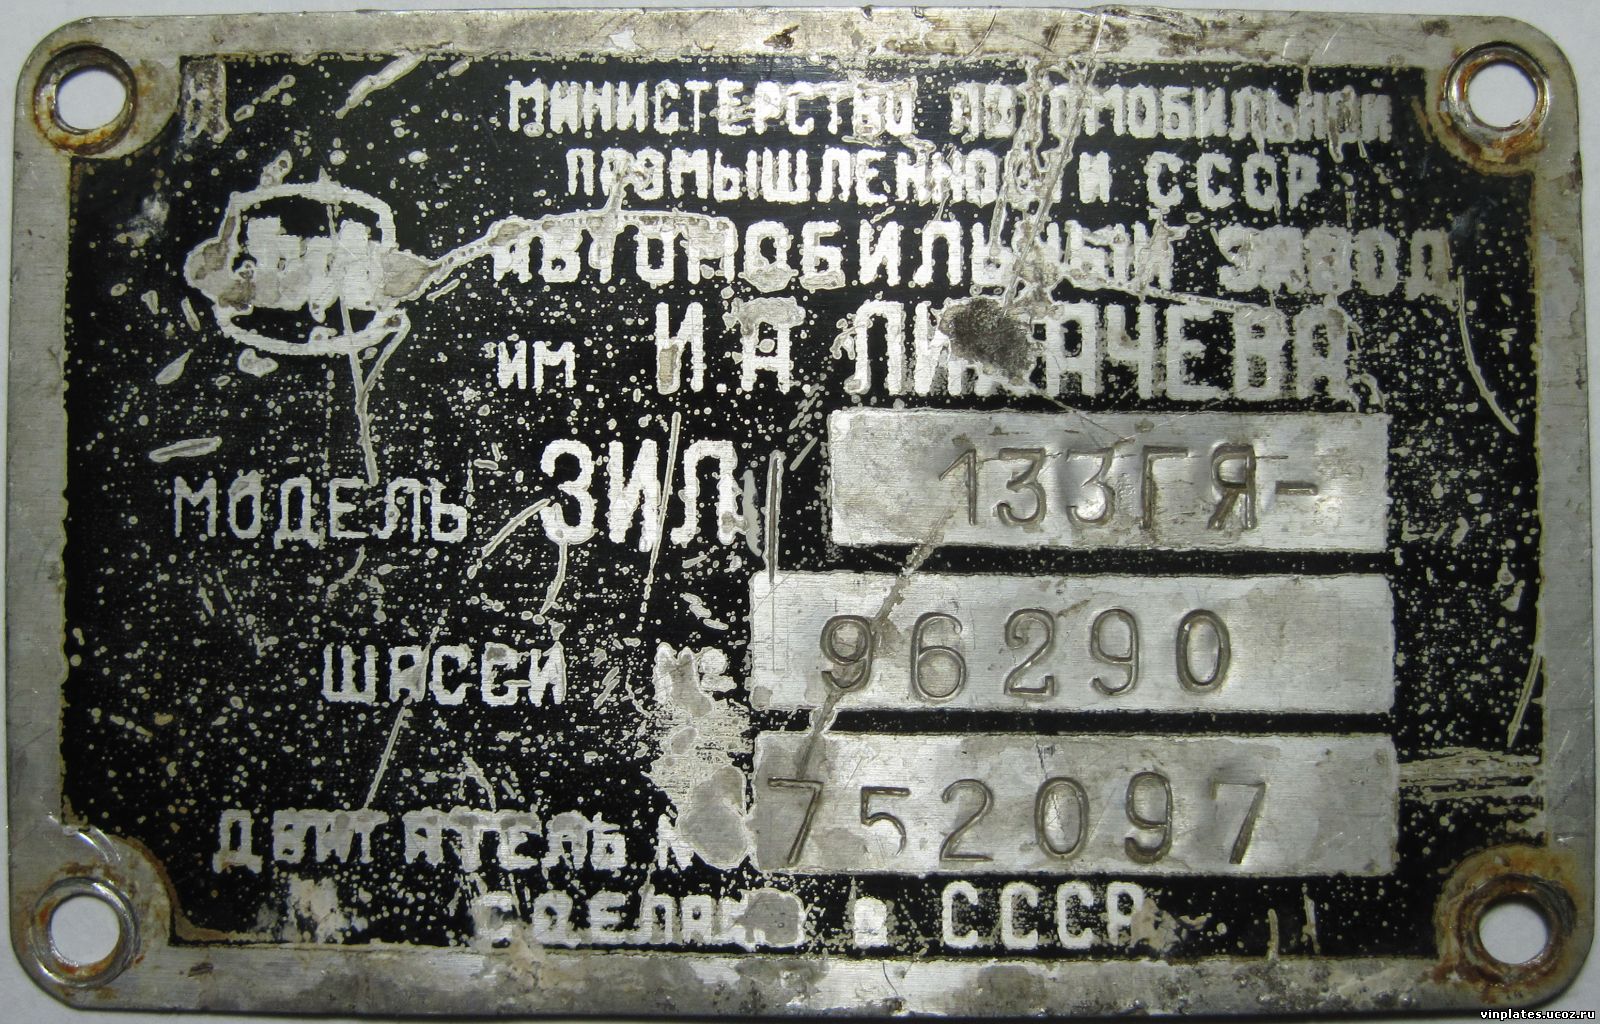 МИНИСТЕРСТВО АВТОМОБИЛЬНОЙ
ПРОМЫШЛЕННОСТИ СССР
АВТОМОБИЛЬНЫЙ ЗАВОД
ИМ И.А. ЛИХАЧЕВА
МОДЕЛЬ ЗИЛ 133ГЯ-
ШАССИ № 96290
ДВИГАТЕЛЬ № 752097
СДЕЛАНО в СССР
vinplates.ucoz.ru